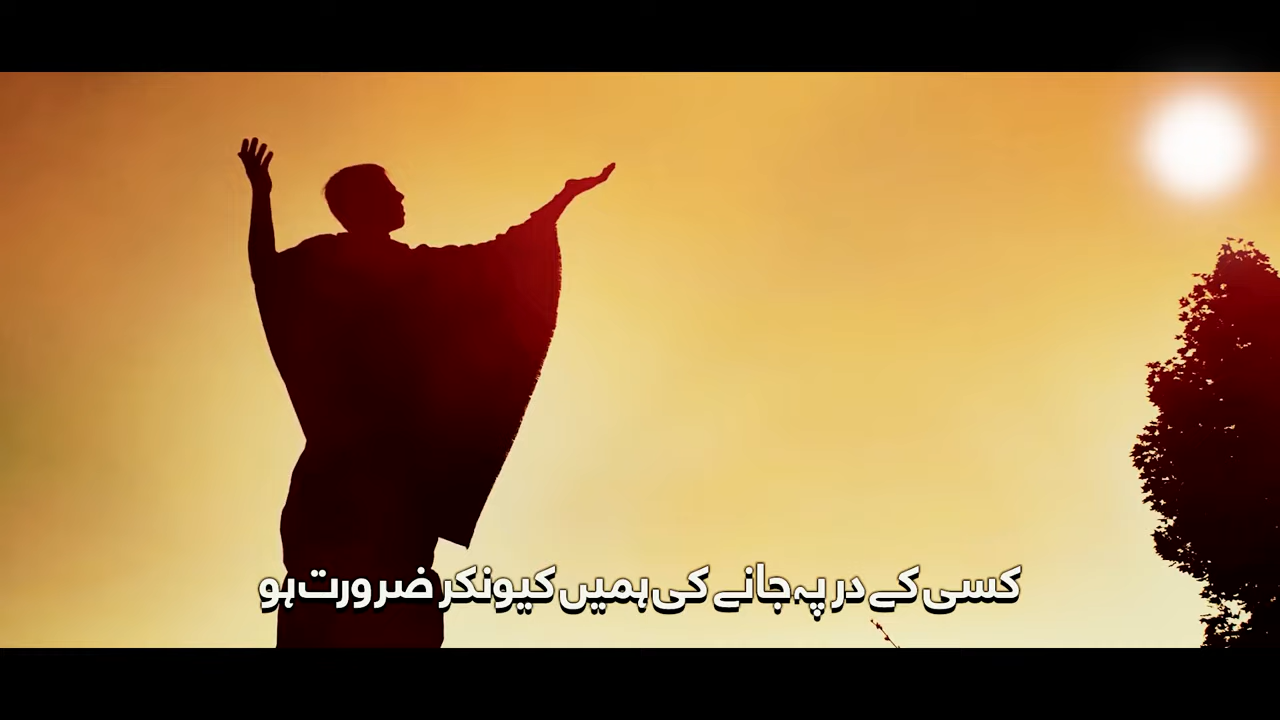 کسی کے در پہ جانے کی ہمیں کیونکر ضرورت ہو